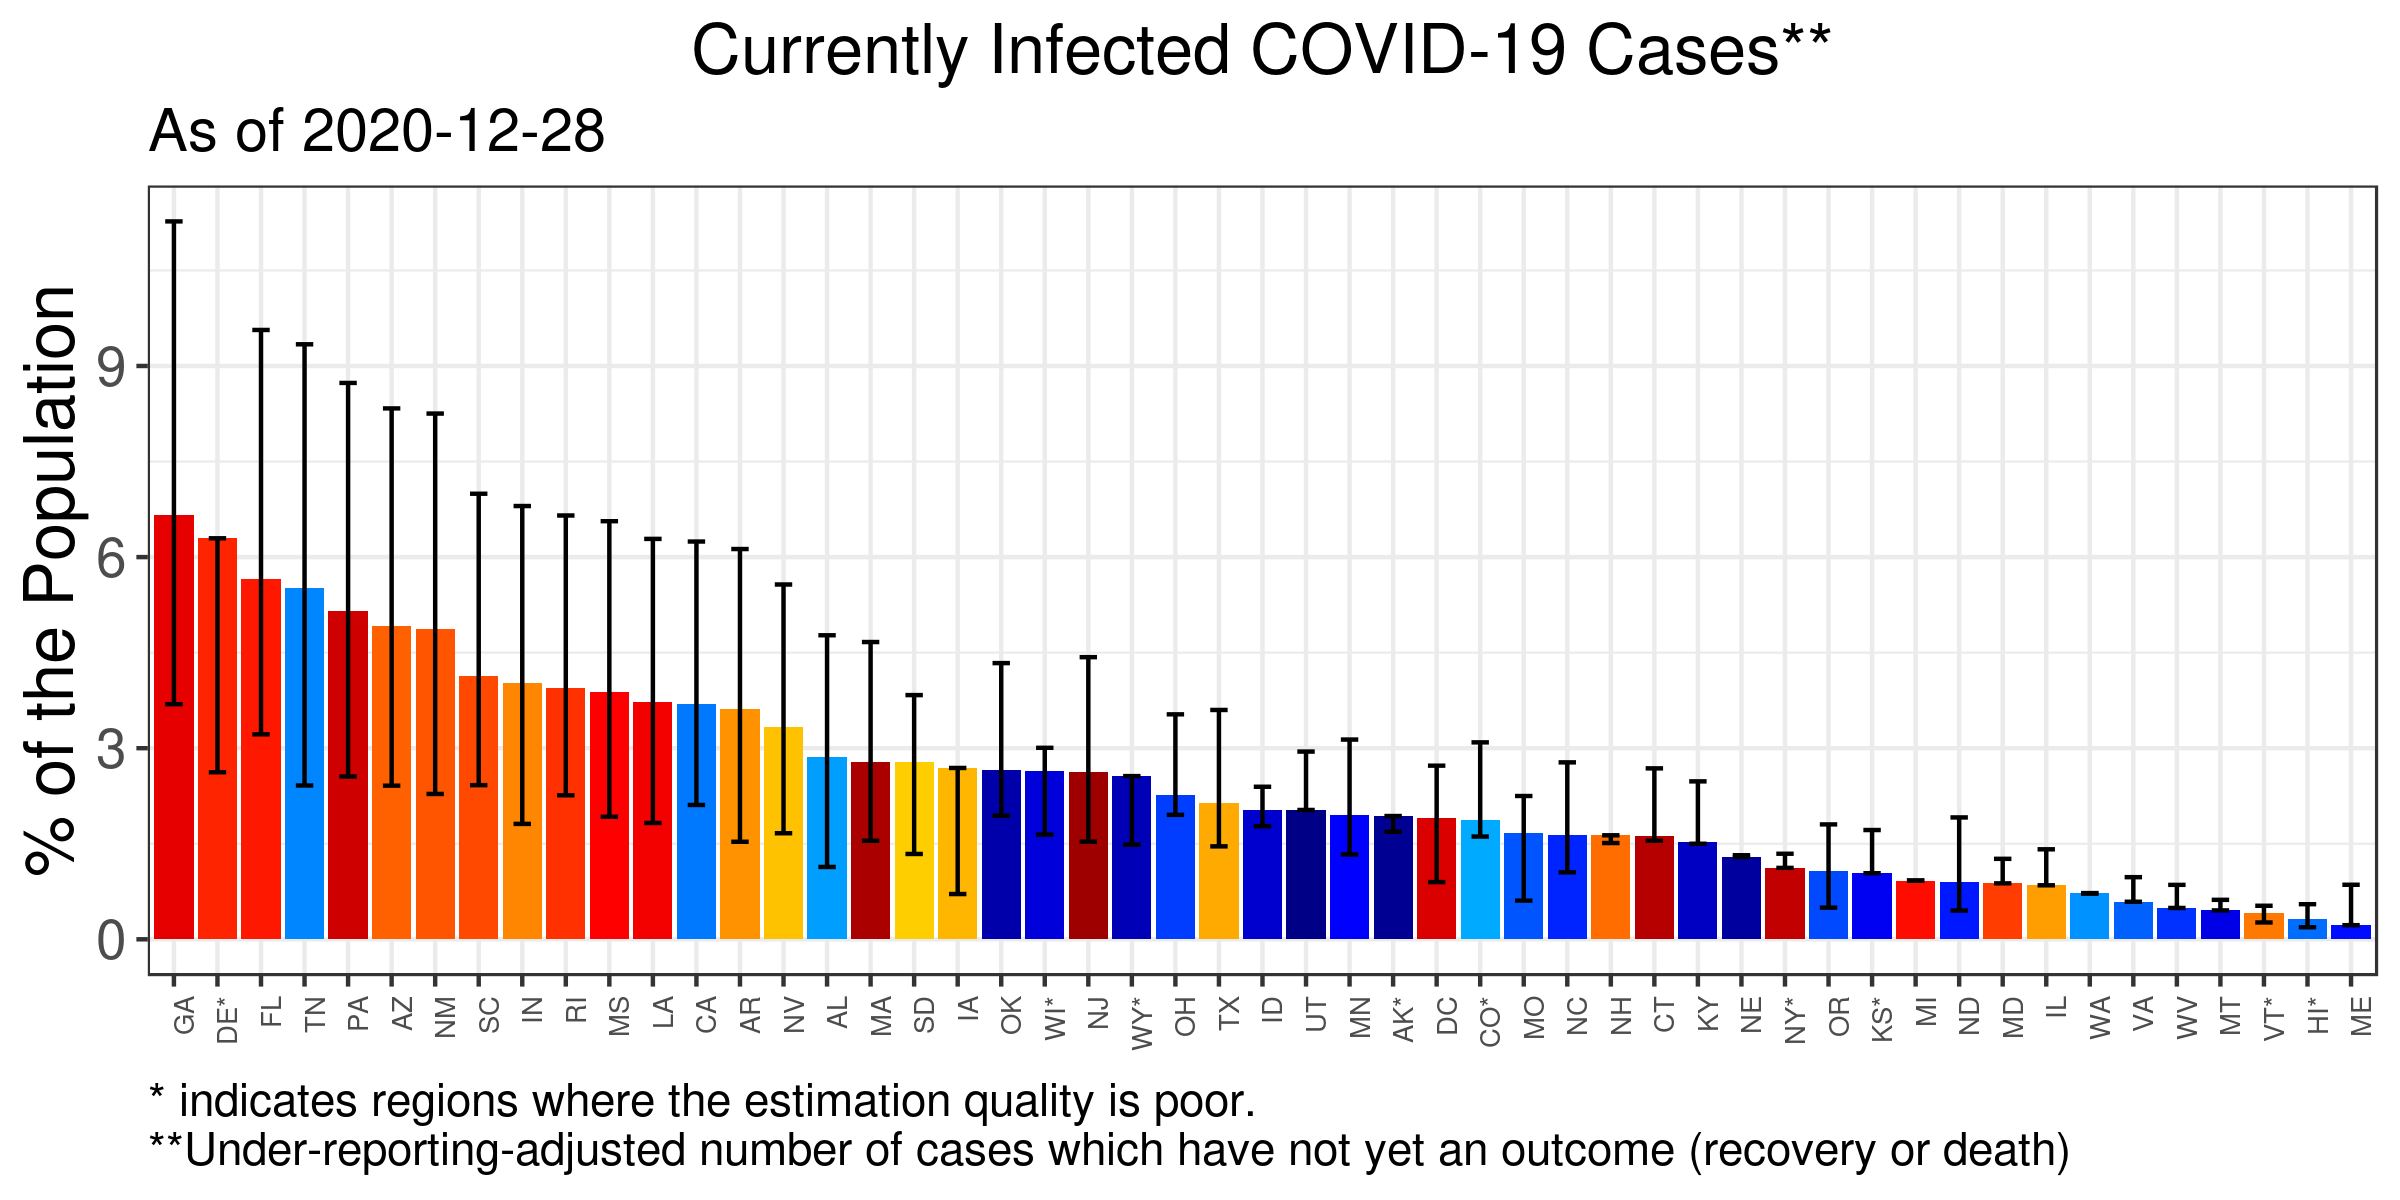 Currently Infected COVID-19 Cases**
As of 2020-12-28
% of the Population
9
6
3
0
GA DE* FL TN PA AZ NM SC IN RI MS LA CA AR NV AL MA SD IA OK WI* NJ WY* OH TX ID UT MN AK* DC CO* MO NC NH CT KY NE NY* OR KS* MI ND MD IL WA VA WV MT VT* HI* ME
* indicates regions where the estimation quality is poor.
**Under-reporting-adjusted number of cases which have not yet an outcome (recovery or death)